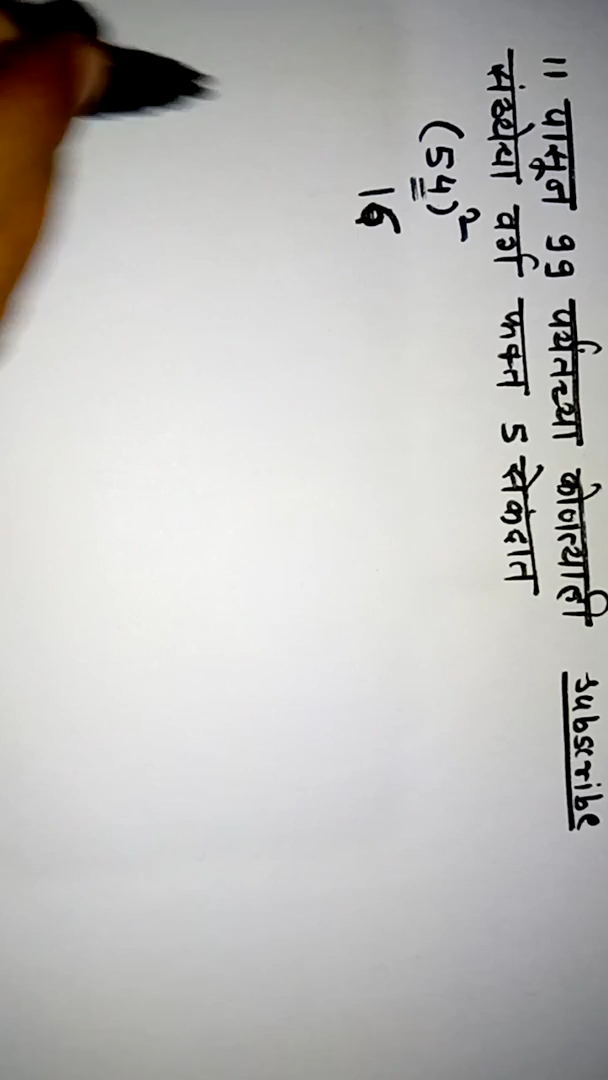 11 पासून 99 पर्यंतच्या कोणत्याही subscribe
संख्येचा वर्ग फक्त 5 सेकंदात
(54)²
16